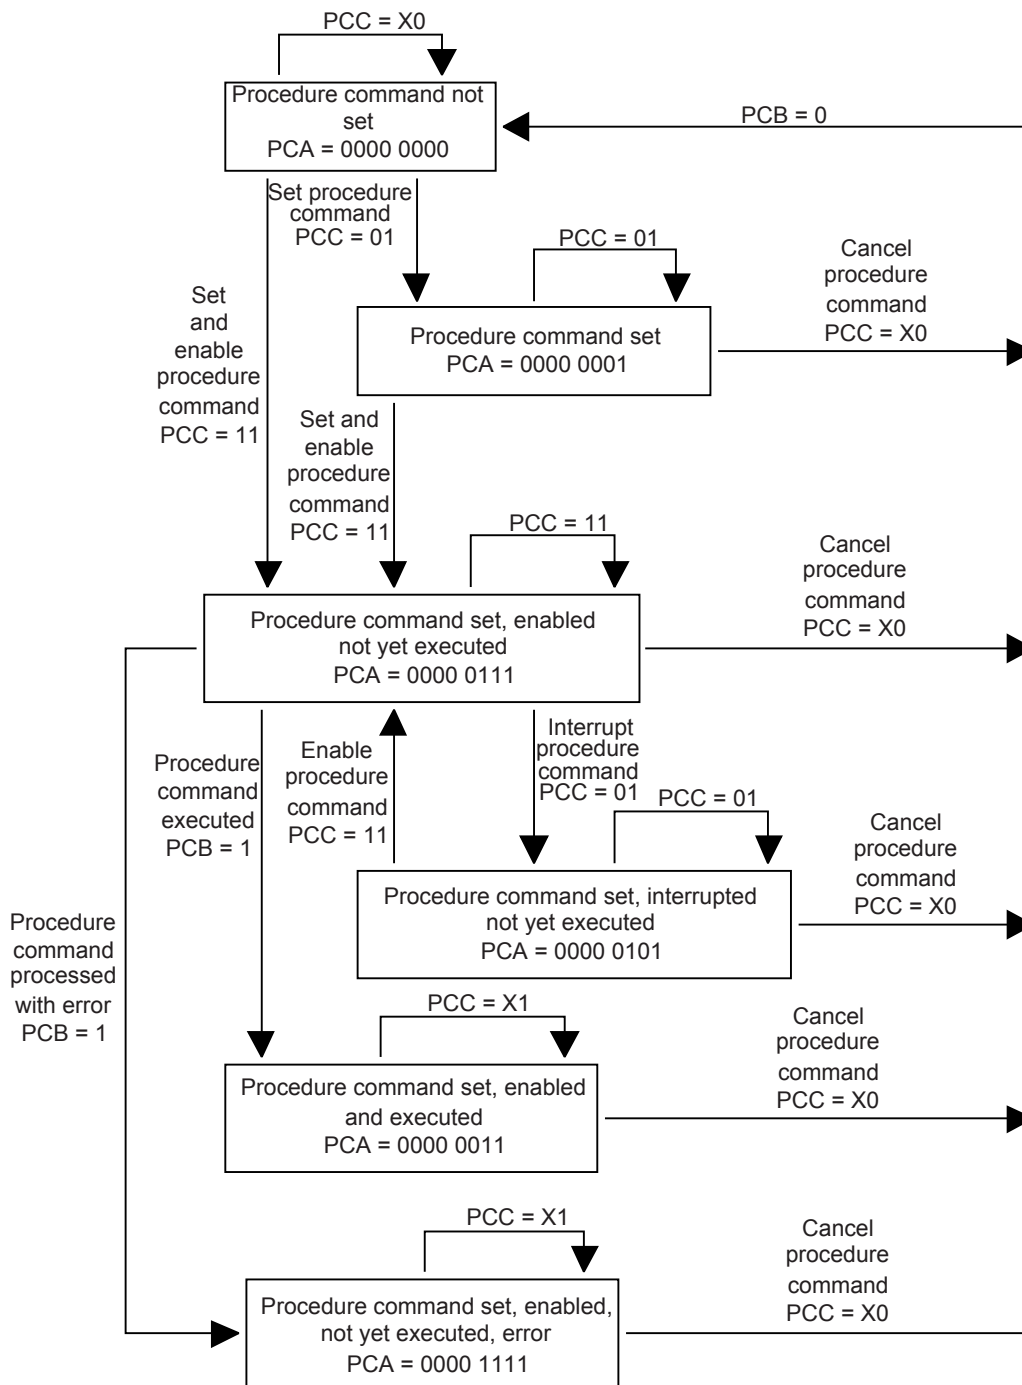 PCC = X0
Procedure command not
set
PCA = 0000 0000
PCB = 0
Set procedure
command
PCC = 01
PCC = 01
Cancel
procedure
command
PCC = X0
Set
and
enable
procedure
command
PCC = 11
Procedure command set
PCA = 0000 0001
Set and
enable
procedure
command
PCC = 11
PCC = 11
Cancel
procedure
command
PCC = X0
Procedure command set, enabled
not yet executed
PCA = 0000 0111
Procedure
command
executed
PCB = 1
Enable
procedure
command
PCC = 11
Interrupt
procedure
command
PCC = 01
PCC = 01
Cancel
procedure
command
PCC = X0
Procedure command set, interrupted
not yet executed
PCA = 0000 0101
Procedure
command
processed
with error
PCB = 1
PCC = X1
Cancel
procedure
command
PCC = X0
Procedure command set, enabled
and executed
PCA = 0000 0011
PCC = X1
Cancel
procedure
command
PCC = X0
Procedure command set, enabled,
not yet executed, error
PCA = 0000 1111